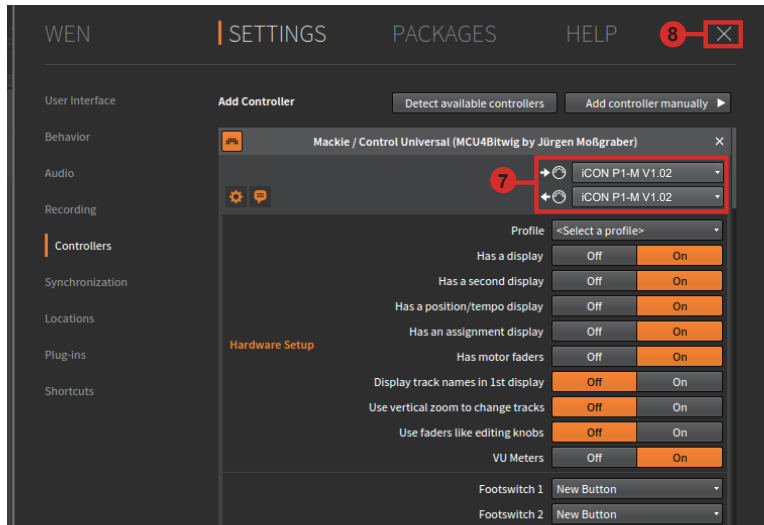 WEN SETTINGS PACKAGES HELP 8 ×
User Interface
Behavior
Audio
Recording
Controllers
Synchronization
Locations
Plug-ins
Shortcuts
Add Controller Detect available controllers Add controller manually ▶
Mackie / Control Universal (MCU4Bitwig by Jürgen Moßgraber) ×
7
iCON P1-M V1.02
iCON P1-M V1.02
Hardware Setup
Profile <Select a profile>
Has a display Off On
Has a second display Off On
Has a position/tempo display Off On
Has an assignment display Off On
Has motor faders Off On
Display track names in 1st display Off On
Use vertical zoom to change tracks Off On
Use faders like editing knobs Off On
VU Meters Off On
Footswitch 1 New Button
Footswitch 2 New Button